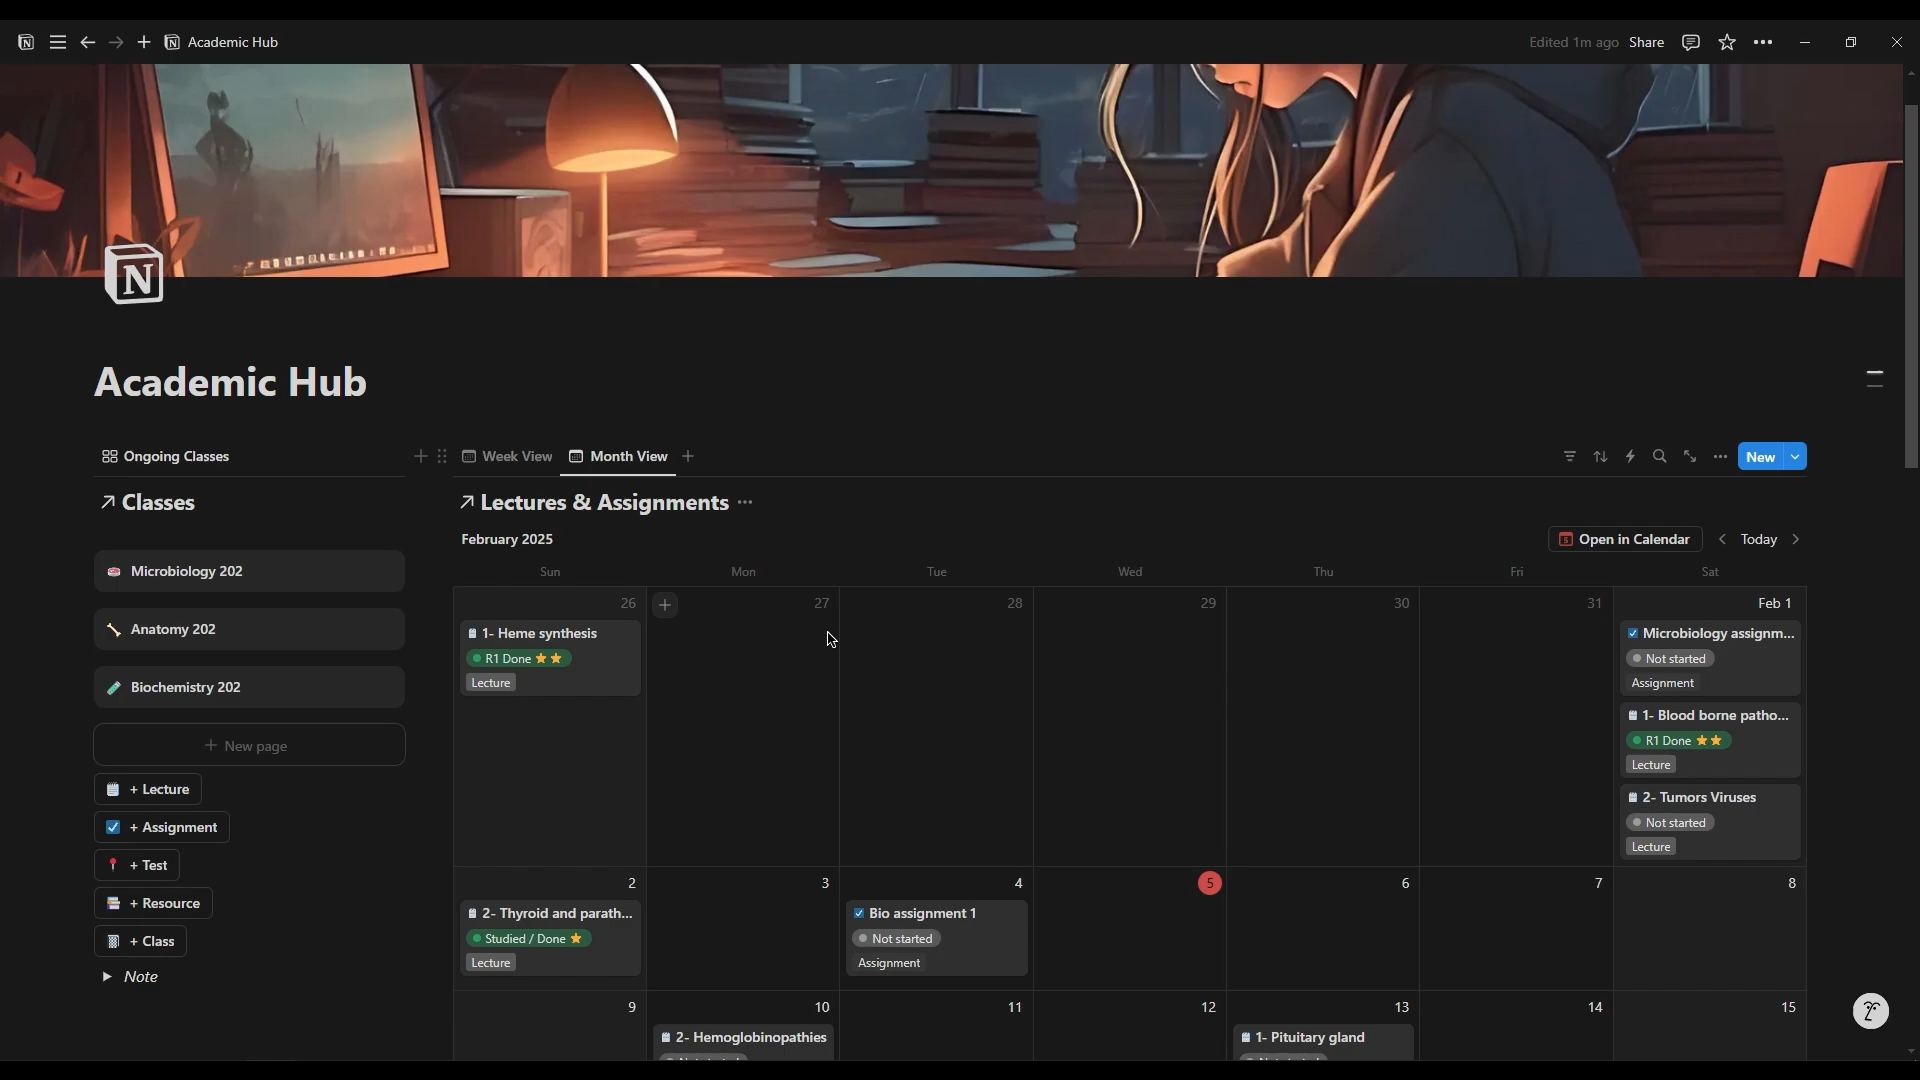 Academic Hub
Edited 1m ago Share
N
Academic Hub
Ongoing Classes
Week View Month View
New
Classes
Lectures & Assignments
February 2025
Open in Calendar
Today
Sun Mon Tue Wed Thu Fri Sat
Microbiology 202
Anatomy 202
Biochemistry 202
+ New page
+ Lecture
+ Assignment
+ Test
+ Resource
+ Class
Note
26 27 28 29 30 31 Feb 1
1- Heme synthesis
R1 Done
Lecture
Microbiology assignm...
Not started
Assignment
1- Blood borne patho...
R1 Done
Lecture
2- Tumors Viruses
Not started
Lecture
2 3 4 5 6 7 8
2- Thyroid and parath...
Studied / Done
Lecture
Bio assignment 1
Not started
Assignment
9 10 11 12 13 14 15
2- Hemoglobinopathies
1- Pituitary gland